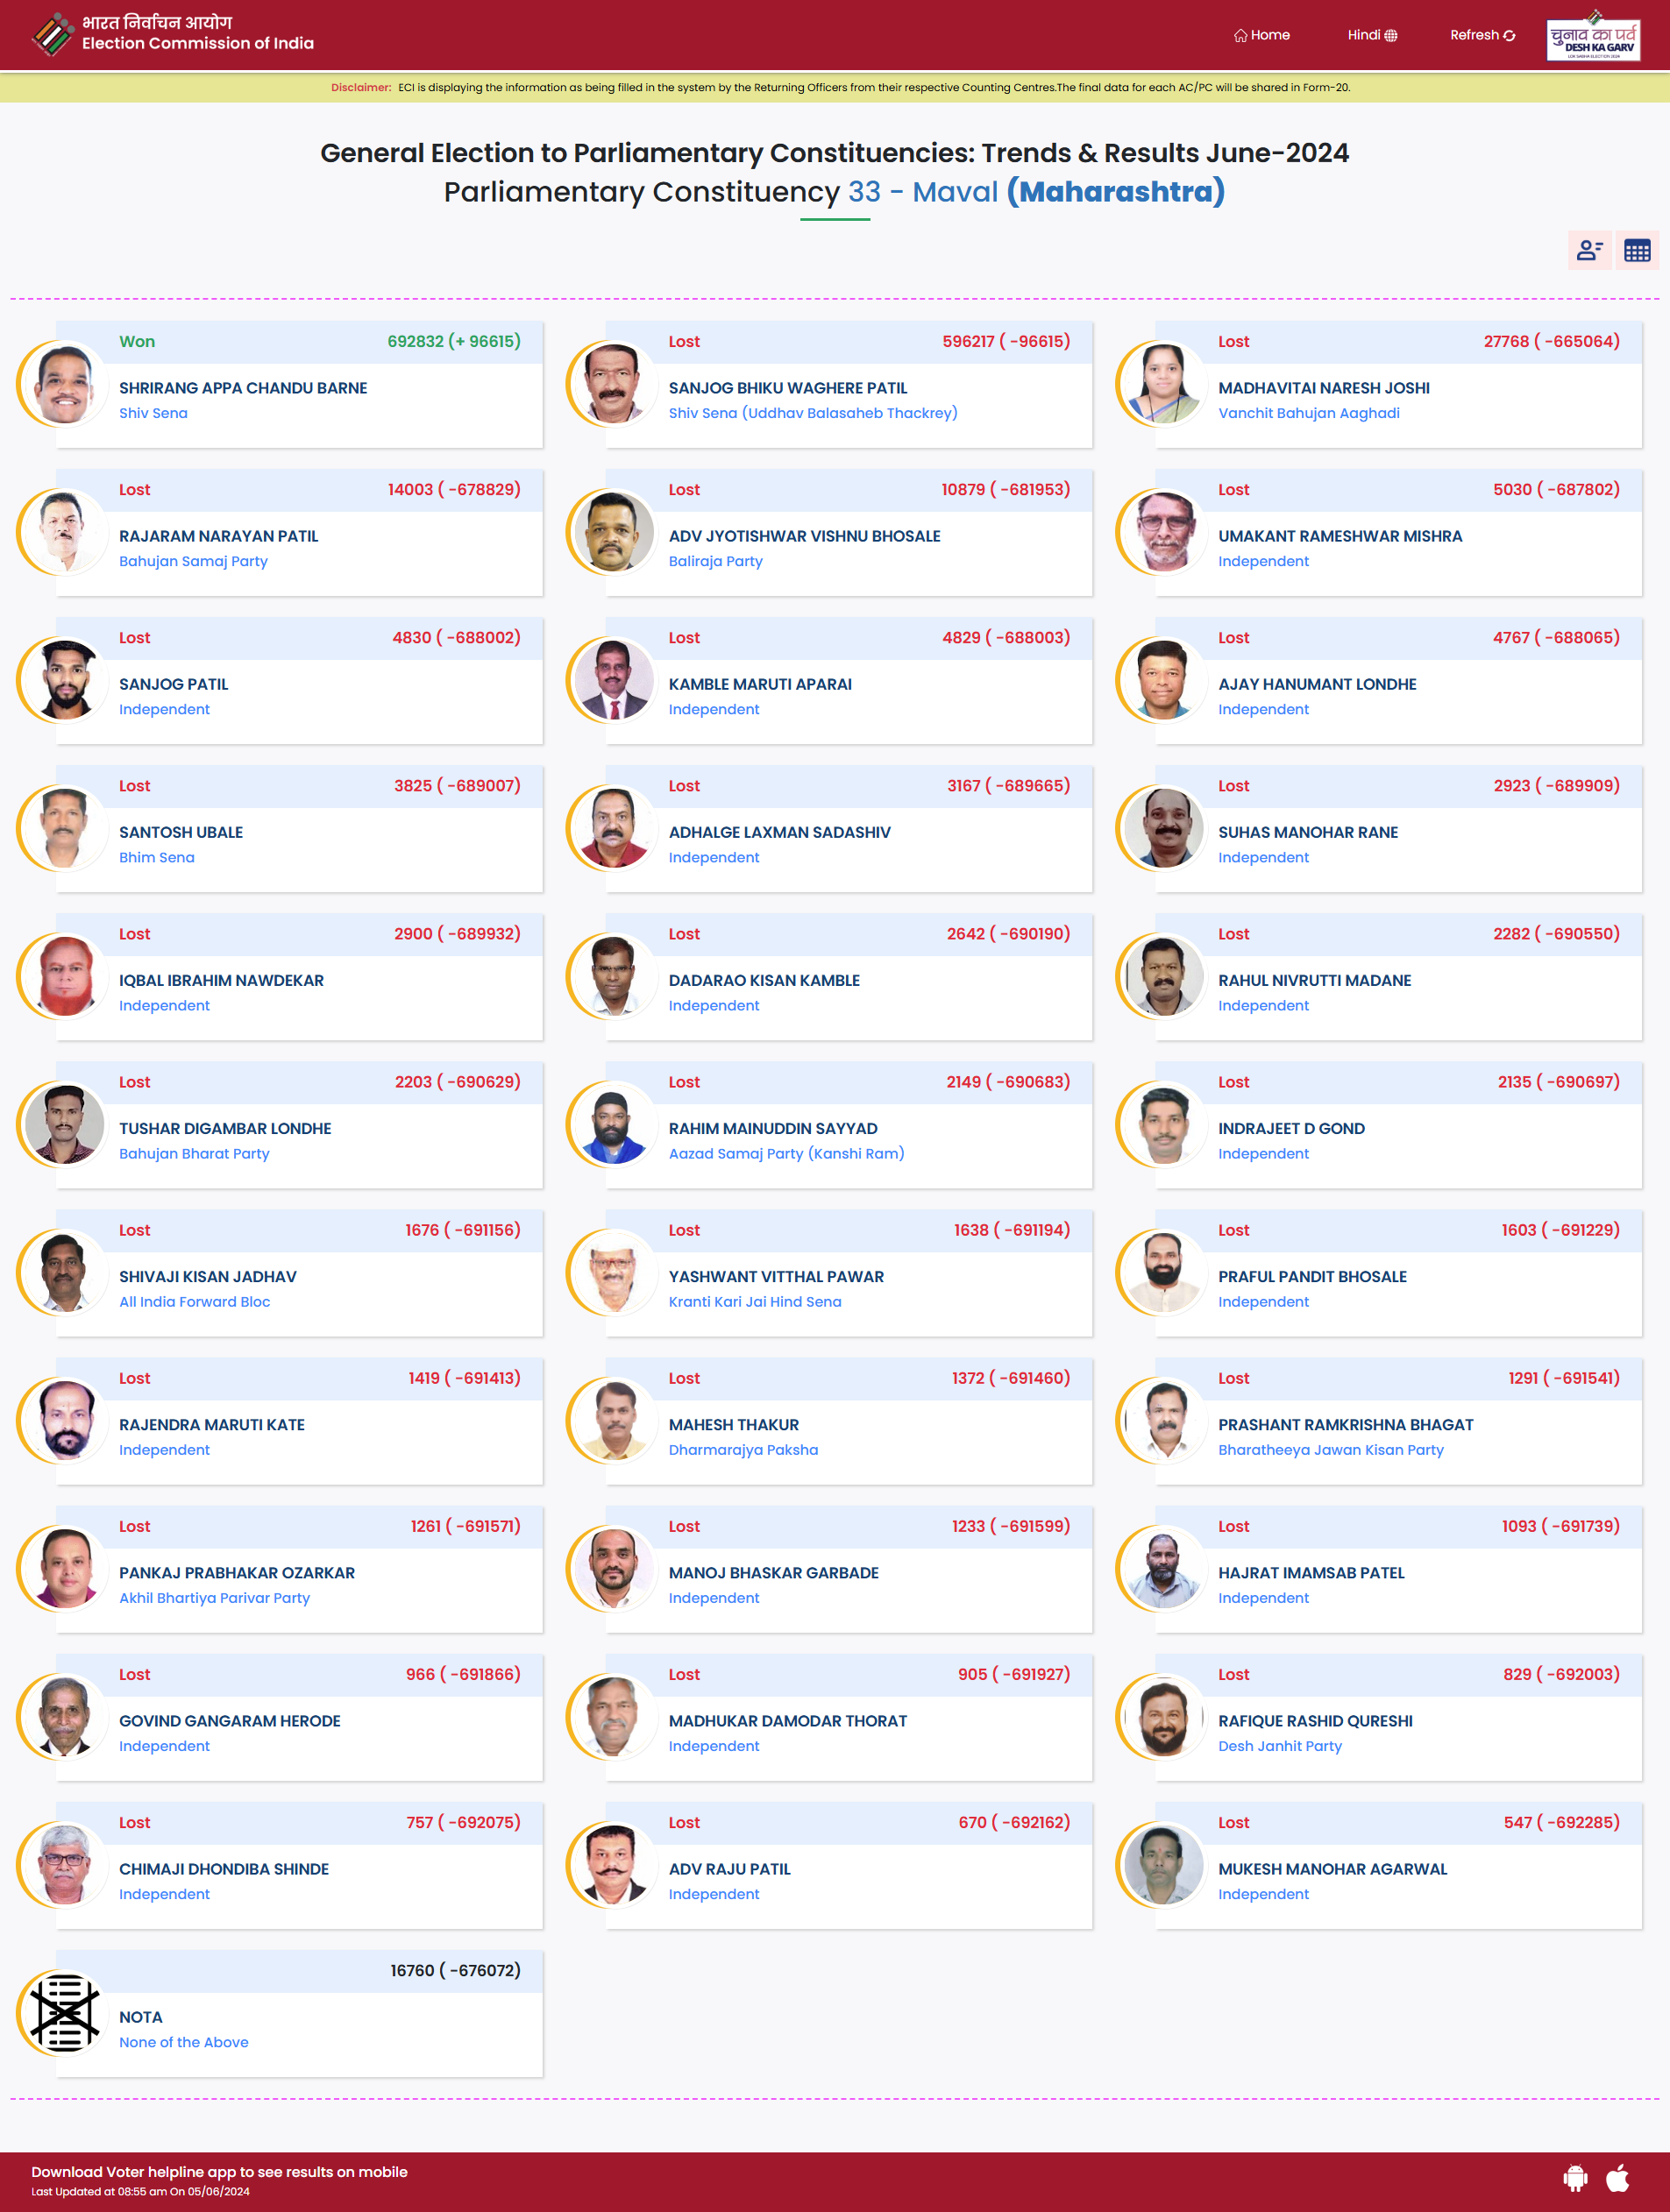 भारत निर्वाचन आयोग
Election Commission of India
Home
Hindi
Refresh
चुनाव का पर्व
DESH KA GARV
LOK SABHA ELECTION 2024
Disclaimer: ECI is displaying the information as being filled in the system by the Returning Officers from their respective Counting Centres.The final data for each AC/PC will be shared in Form-20.
General Election to Parliamentary Constituencies: Trends & Results June-2024
Parliamentary Constituency 33 - Maval (Maharashtra)
Won 692832 (+ 96615)
SHRIRANG APPA CHANDU BARNE
Shiv Sena
Lost 596217 ( -96615)
SANJOG BHIKU WAGHERE PATIL
Shiv Sena (Uddhav Balasaheb Thackrey)
Lost 27768 ( -665064)
MADHAVITAI NARESH JOSHI
Vanchit Bahujan Aaghadi
Lost 14003 ( -678829)
RAJARAM NARAYAN PATIL
Bahujan Samaj Party
Lost 10879 ( -681953)
ADV JYOTISHWAR VISHNU BHOSALE
Baliraja Party
Lost 5030 ( -687802)
UMAKANT RAMESHWAR MISHRA
Independent
Lost 4830 ( -688002)
SANJOG PATIL
Independent
Lost 4829 ( -688003)
KAMBLE MARUTI APARAI
Independent
Lost 4767 ( -688065)
AJAY HANUMANT LONDHE
Independent
Lost 3825 ( -689007)
SANTOSH UBALE
Bhim Sena
Lost 3167 ( -689665)
ADHALGE LAXMAN SADASHIV
Independent
Lost 2923 ( -689909)
SUHAS MANOHAR RANE
Independent
Lost 2900 ( -689932)
IQBAL IBRAHIM NAWDEKAR
Independent
Lost 2642 ( -690190)
DADARAO KISAN KAMBLE
Independent
Lost 2282 ( -690550)
RAHUL NIVRUTTI MADANE
Independent
Lost 2203 ( -690629)
TUSHAR DIGAMBAR LONDHE
Bahujan Bharat Party
Lost 2149 ( -690683)
RAHIM MAINUDDIN SAYYAD
Aazad Samaj Party (Kanshi Ram)
Lost 2135 ( -690697)
INDRAJEET D GOND
Independent
Lost 1676 ( -691156)
SHIVAJI KISAN JADHAV
All India Forward Bloc
Lost 1638 ( -691194)
YASHWANT VITTHAL PAWAR
Kranti Kari Jai Hind Sena
Lost 1603 ( -691229)
PRAFUL PANDIT BHOSALE
Independent
Lost 1419 ( -691413)
RAJENDRA MARUTI KATE
Independent
Lost 1372 ( -691460)
MAHESH THAKUR
Dharmarajya Paksha
Lost 1291 ( -691541)
PRASHANT RAMKRISHNA BHAGAT
Bharatheeya Jawan Kisan Party
Lost 1261 ( -691571)
PANKAJ PRABHAKAR OZARKAR
Akhil Bhartiya Parivar Party
Lost 1233 ( -691599)
MANOJ BHASKAR GARBADE
Independent
Lost 1093 ( -691739)
HAJRAT IMAMSAB PATEL
Independent
Lost 966 ( -691866)
GOVIND GANGARAM HERODE
Independent
Lost 905 ( -691927)
MADHUKAR DAMODAR THORAT
Independent
Lost 829 ( -692003)
RAFIQUE RASHID QURESHI
Desh Janhit Party
Lost 757 ( -692075)
CHIMAJI DHONDIBA SHINDE
Independent
Lost 670 ( -692162)
ADV RAJU PATIL
Independent
Lost 547 ( -692285)
MUKESH MANOHAR AGARWAL
Independent
16760 ( -676072)
NOTA
None of the Above
Download Voter helpline app to see results on mobile
Last Updated at 08:55 am On 05/06/2024